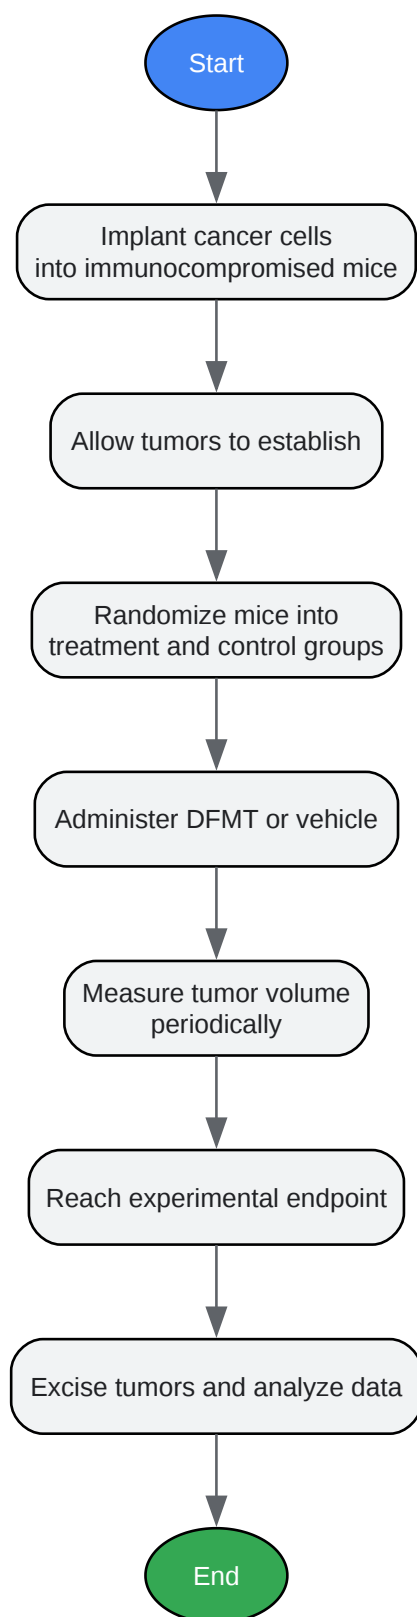 Start
Implant cancer cells
into immunocompromised mice
Allow tumors to establish
Randomize mice into
treatment and control groups
Administer DFMT or vehicle
Measure tumor volume
periodically
Reach experimental endpoint
Excise tumors and analyze data
End